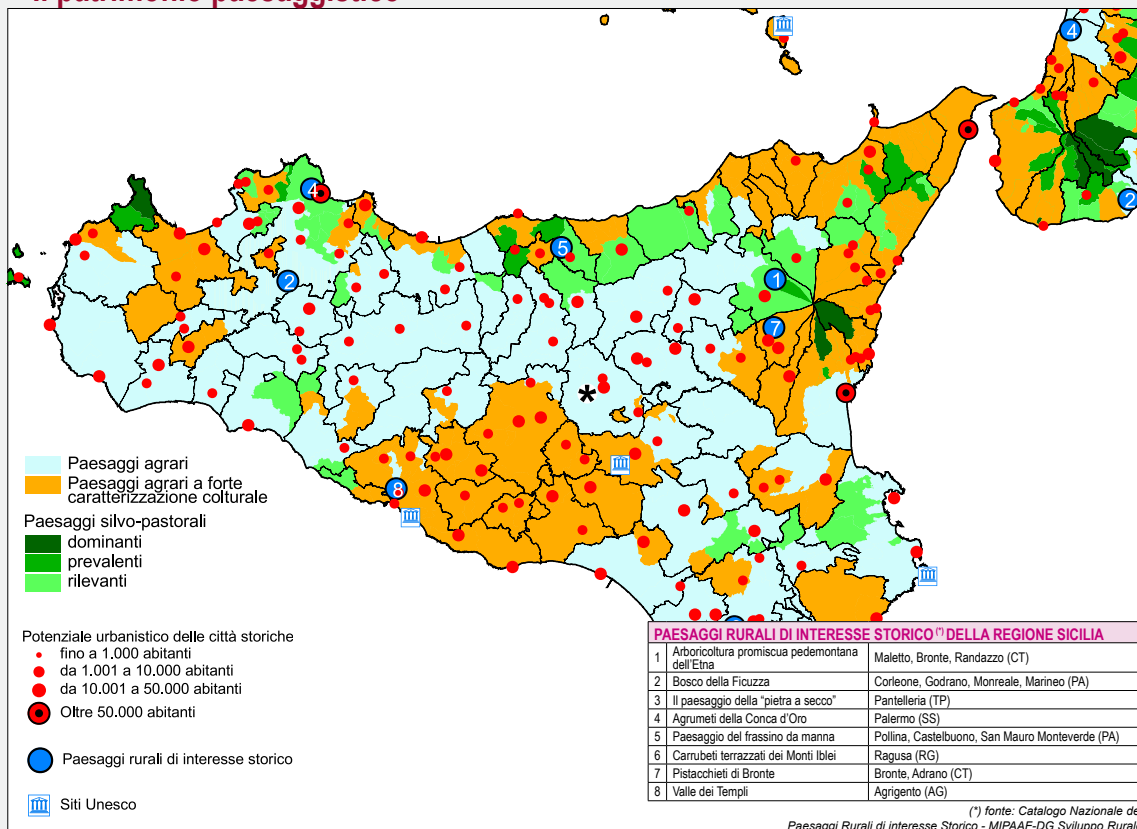 Il patrimonio paesaggistico
4
4
5
2
1
7
2
*
8
Paesaggi agrari
Paesaggi agrari a forte
caratterizzazione colturale
Paesaggi silvo-pastorali
dominanti
prevalenti
rilevanti
Potenziale urbanistico delle città storiche
fino a 1.000 abitanti
da 1.001 a 10.000 abitanti
da 10.001 a 50.000 abitanti
Oltre 50.000 abitanti
Paesaggi rurali di interesse storico
Siti Unesco
PAESAGGI RURALI DI INTERESSE STORICO (*) DELLA REGIONE SICILIA
1 Arboricoltura promiscua pedemontana dell'Etna Maletto, Bronte, Randazzo (CT)
2 Bosco della Ficuzza Corleone, Godrano, Monreale, Marineo (PA)
3 Il paesaggio della "pietra a secco" Pantelleria (TP)
4 Agrumeti della Conca d'Oro Palermo (SS)
5 Paesaggio del frassino da manna Pollina, Castelbuono, San Mauro Monteverde (PA)
6 Carrubeti terrazzati dei Monti Iblei Ragusa (RG)
7 Pistacchieti di Bronte Bronte, Adrano (CT)
8 Valle dei Templi Agrigento (AG)
(*) fonte: Catalogo Nazionale de
Paesaggi Rurali di interesse Storico - MIPAAF-DG Sviluppo Rural